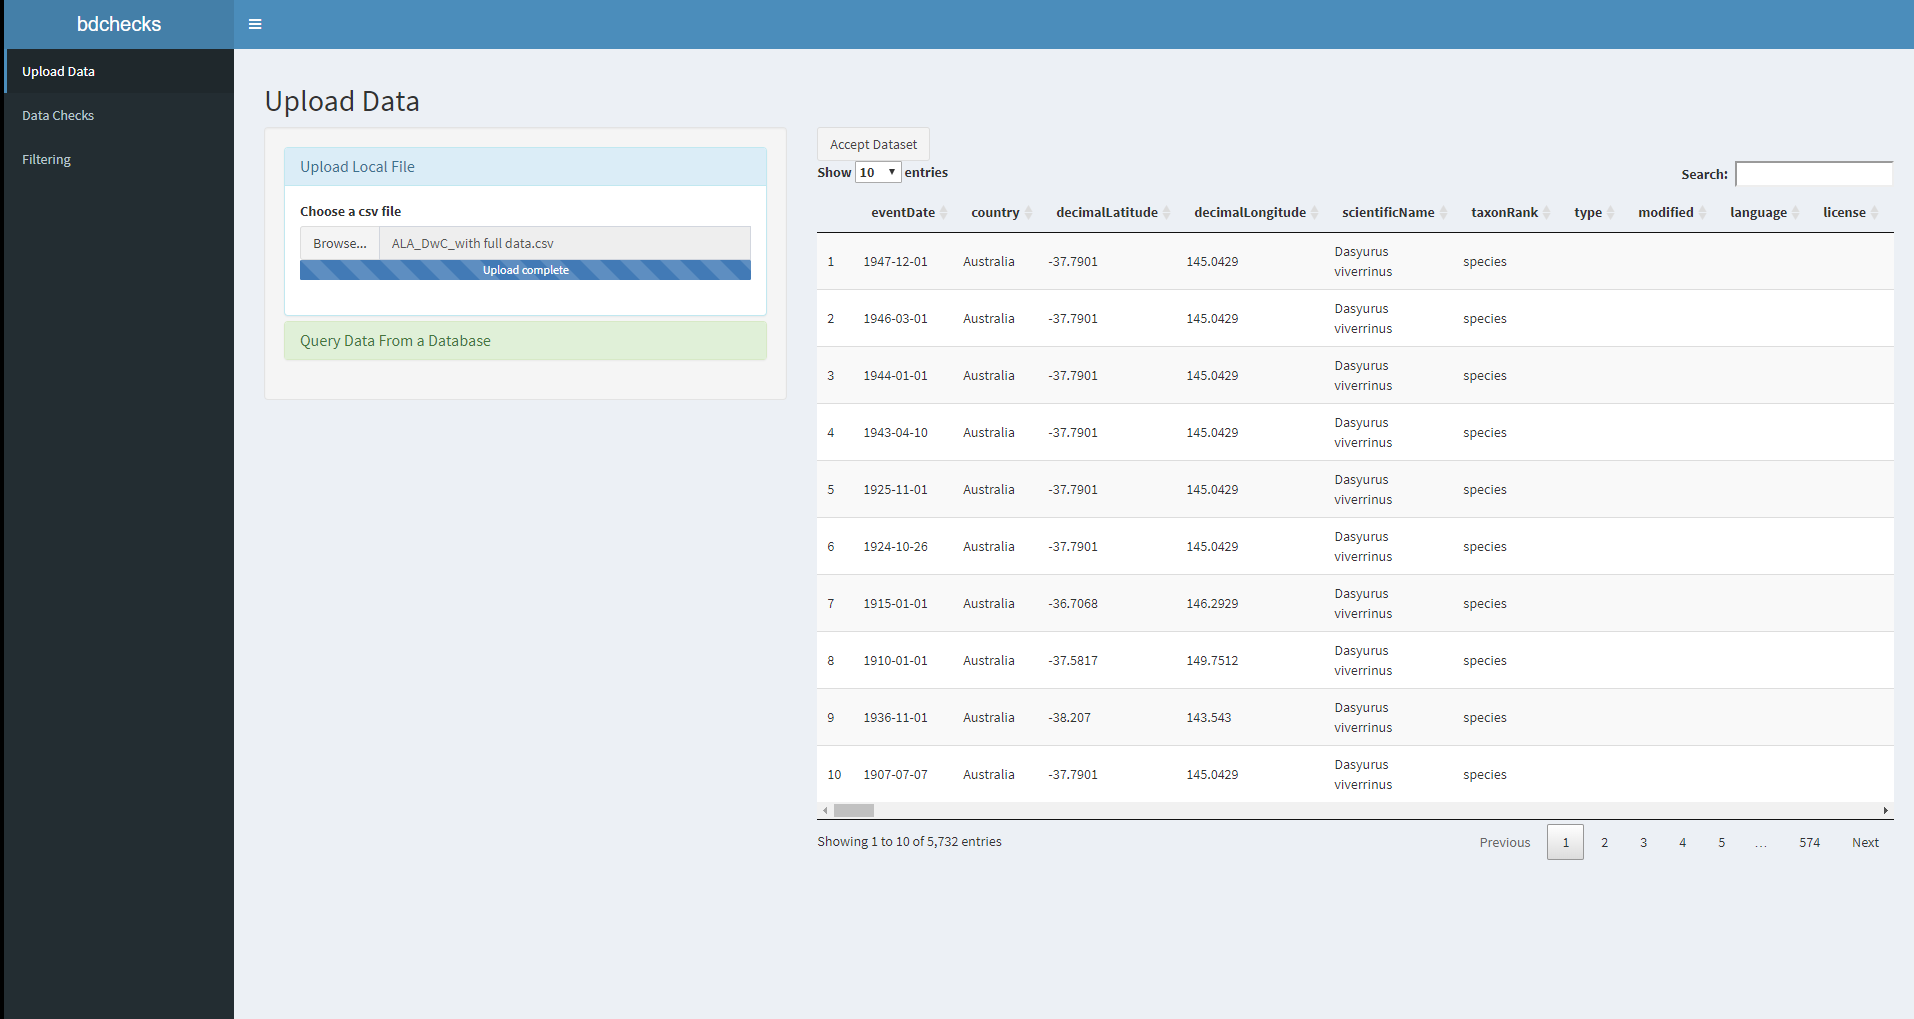 bdchecks
Upload Data
Data Checks
Filtering
Upload Data
Upload Local File
Choose a csv file
Browse... ALA_DwC_with full data.csv
Upload complete
Query Data From a Database
Accept Dataset
Show 10 entries
Search:
eventDate country decimalLatitude decimalLongitude scientificName taxonRank type modified language license
1 1947-12-01 Australia -37.7901 145.0429 Dasyurus viverrinus species
2 1946-03-01 Australia -37.7901 145.0429 Dasyurus viverrinus species
3 1944-01-01 Australia -37.7901 145.0429 Dasyurus viverrinus species
4 1943-04-10 Australia -37.7901 145.0429 Dasyurus viverrinus species
5 1925-11-01 Australia -37.7901 145.0429 Dasyurus viverrinus species
6 1924-10-26 Australia -37.7901 145.0429 Dasyurus viverrinus species
7 1915-01-01 Australia -36.7068 146.2929 Dasyurus viverrinus species
8 1910-01-01 Australia -37.5817 149.7512 Dasyurus viverrinus species
9 1936-11-01 Australia -38.207 143.543 Dasyurus viverrinus species
10 1907-07-07 Australia -37.7901 145.0429 Dasyurus viverrinus species
Showing 1 to 10 of 5,732 entries
Previous 1 2 3 4 5 … 574 Next